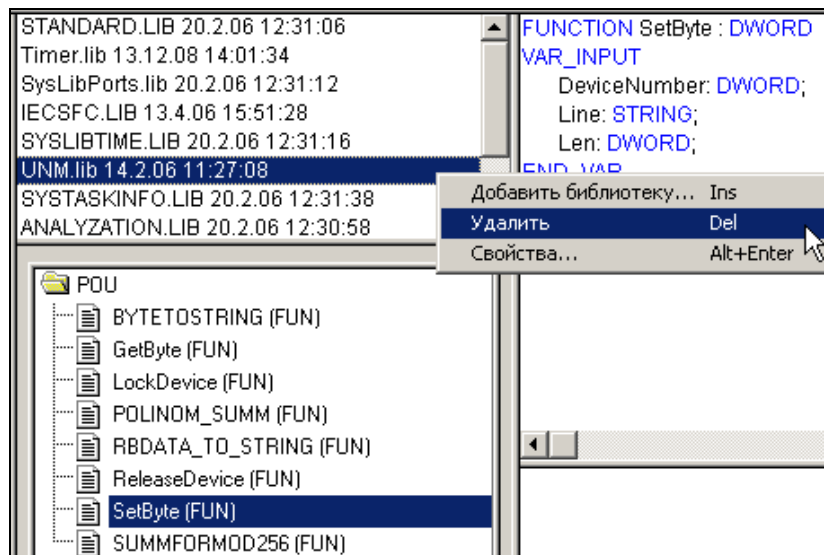 STANDARD.LIB 20.2.06 12:31:06
Timer.lib 13.12.08 14:01:34
SysLibPorts.lib 20.2.06 12:31:12
IECSFC.LIB 13.4.06 15:51:28
SYSLIBTIME.LIB 20.2.06 12:31:16
UNM.lib 14.2.06 11:27:08
SYSTASKINFO.LIB 20.2.06 12:31:38
ANALYZATION.LIB 20.2.06 12:30:58
FUNCTION SetByte : DWORD
VAR_INPUT
DeviceNumber: DWORD;
Line: STRING;
Len: DWORD;
END_VAR
Добавить библиотеку... Ins
Удалить Del
Свойства... Alt+Enter
POU
BYTETOSTRING (FUN)
GetByte (FUN)
LockDevice (FUN)
POLINOM_SUMM (FUN)
RBDATA_TO_STRING (FUN)
ReleaseDevice (FUN)
SetByte (FUN)
SUMMFORMOD256 (FUN)